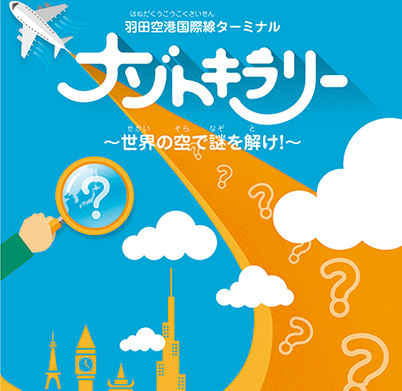 はねだくうこうこくさいせん
羽田空港国際線ターミナル
ナゾトキラリー
せかい そら なぞ と
～世界の空で謎を解け!～
?
?
?
?
?
?
?
?